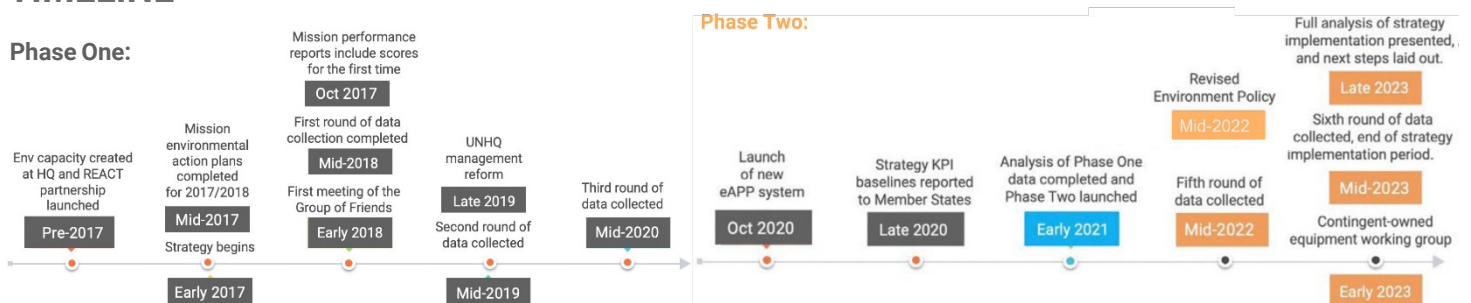 TIMELINE
Phase One:
Env capacity created
at HQ and REACT
partnership
launched
Pre-2017
Mission
environmental
action plans
completed
for 2017/2018
Mid-2017
Strategy begins
Early 2017
Mission performance
reports include scores
for the first time
Oct 2017
First round of data
collection completed
Mid-2018
First meeting of the
Group of Friends
Early 2018
UNHQ
management
reform
Late 2019
Second round of
data collected
Mid-2019
Third round of
data collected
Mid-2020
Phase Two:
Launch
of new
eAPP system
Oct 2020
Strategy KPI
baselines reported
to Member States
Late 2020
Analysis of Phase One
data completed and
Phase Two launched
Early 2021
Revised
Environment Policy
Mid-2022
Fifth round of
data collected
Mid-2022
Full analysis of strategy
implementation presented,
and next steps laid out.
Late 2023
Sixth round of data
collected, end of strategy
implementation period.
Mid-2023
Contingent-owned
equipment working group
Early 2023